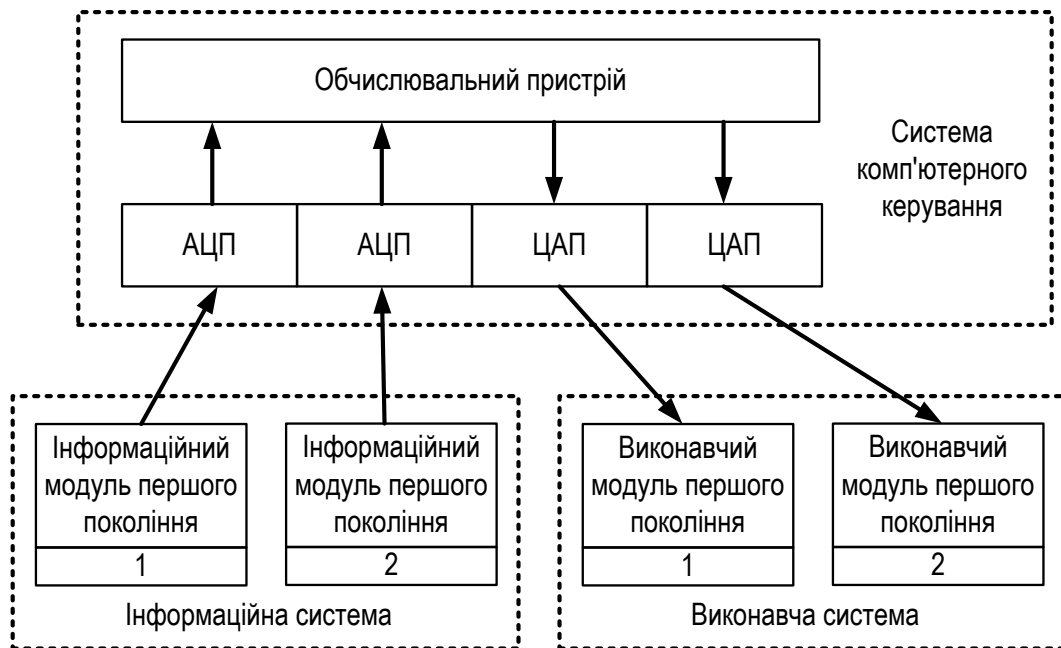 Обчислювальний пристрій
Система
комп'ютерного
керування
АЦП
АЦП
ЦАП
ЦАП
Інформаційний
модуль першого
покоління
1
Інформаційний
модуль першого
покоління
2
Інформаційна система
Виконавчий
модуль першого
покоління
1
Виконавчий
модуль першого
покоління
2
Виконавча система